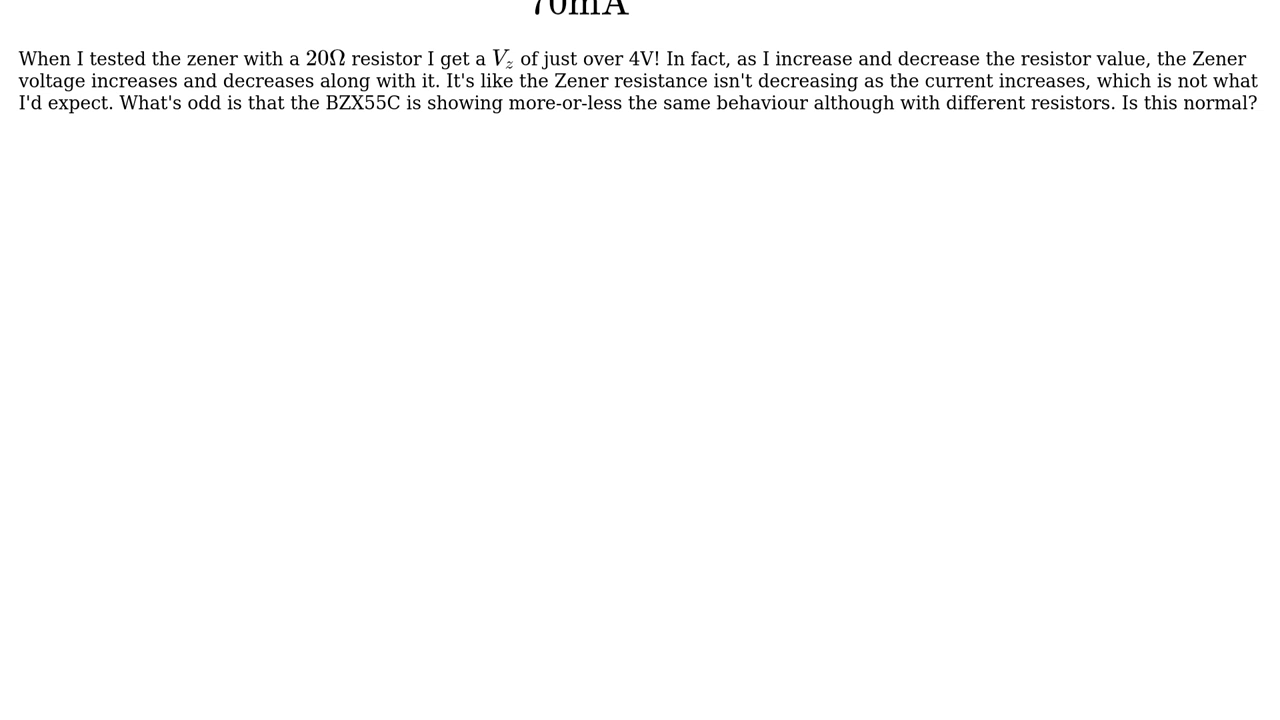 70mA
When I tested the zener with a 20Ω resistor I get a V_z of just over 4V! In fact, as I increase and decrease the resistor value, the Zener
voltage increases and decreases along with it. It's like the Zener resistance isn't decreasing as the current increases, which is not what
I'd expect. What's odd is that the BZX55C is showing more-or-less the same behaviour although with different resistors. Is this normal?